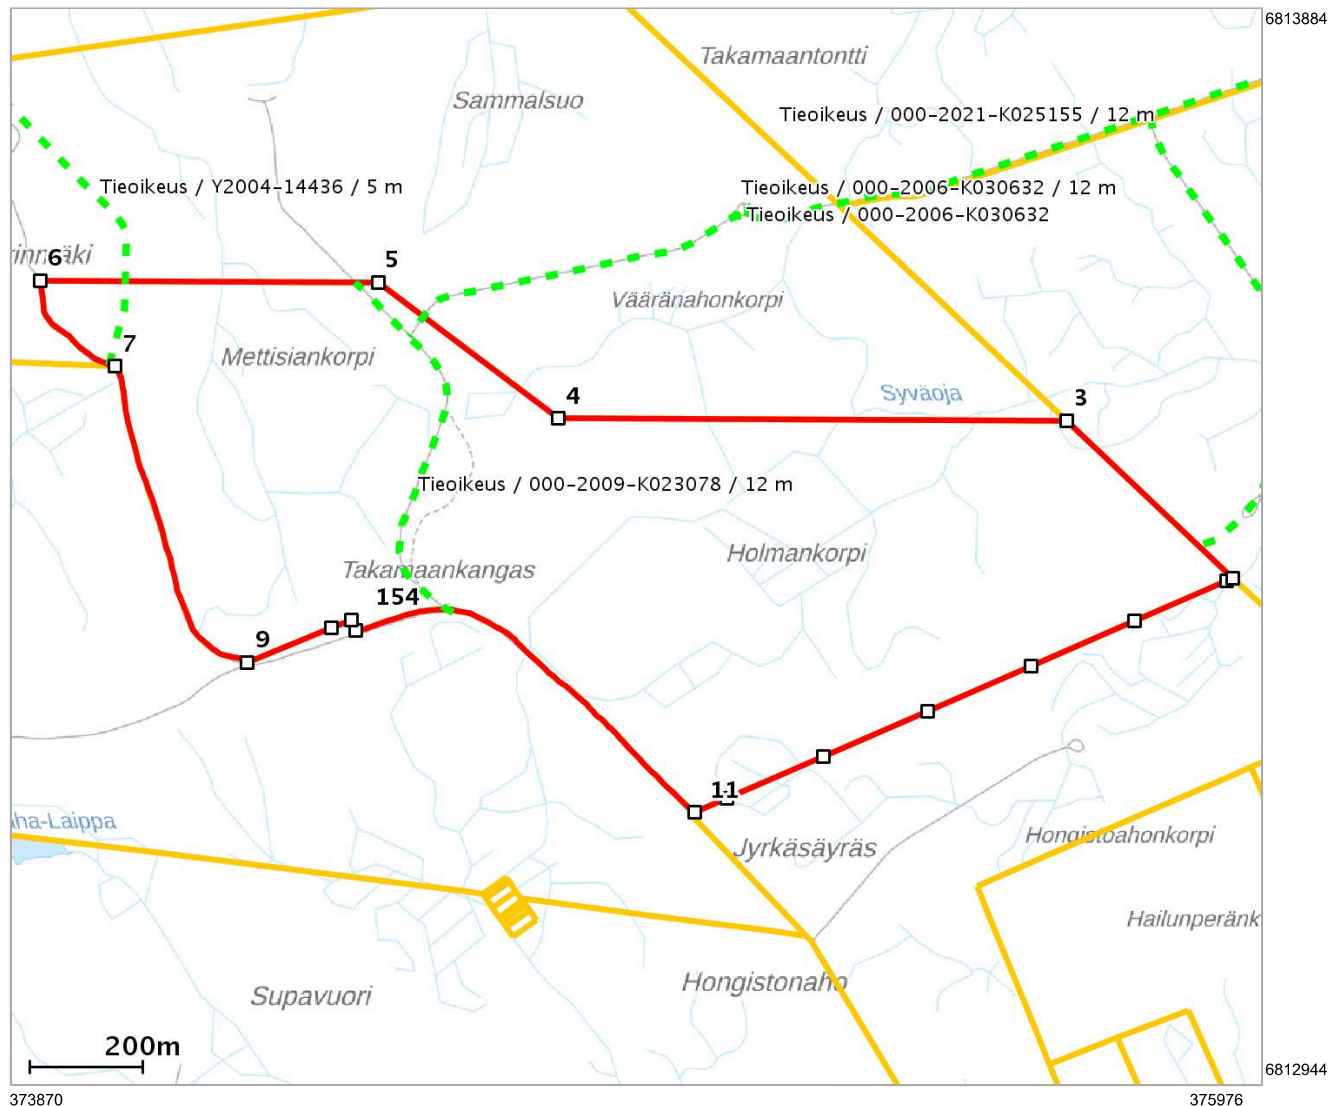 6813884
Takamaantontti
Sammalsuo
Tieoikeus / 000-2021-K025155 / 12 m
Tieoikeus / Y2004-14436 / 5 m
Tieoikeus / 000-2006-K030632 / 12 m
Tieoikeus / 000-2006-K030632
6
5
Vääränahonkorpi
7
Mettisiankorpi
4
Syväoja
3
Tieoikeus / 000-2009-K023078 / 12 m
Holmankorpi
Takamaankangas
154
9
11
aha-Laippa
Jyrkäsäyräs
Hongistoahonkorpi
Hailunperänk
Supavuori
Hongistonaho
200m
6812944
373870
375976